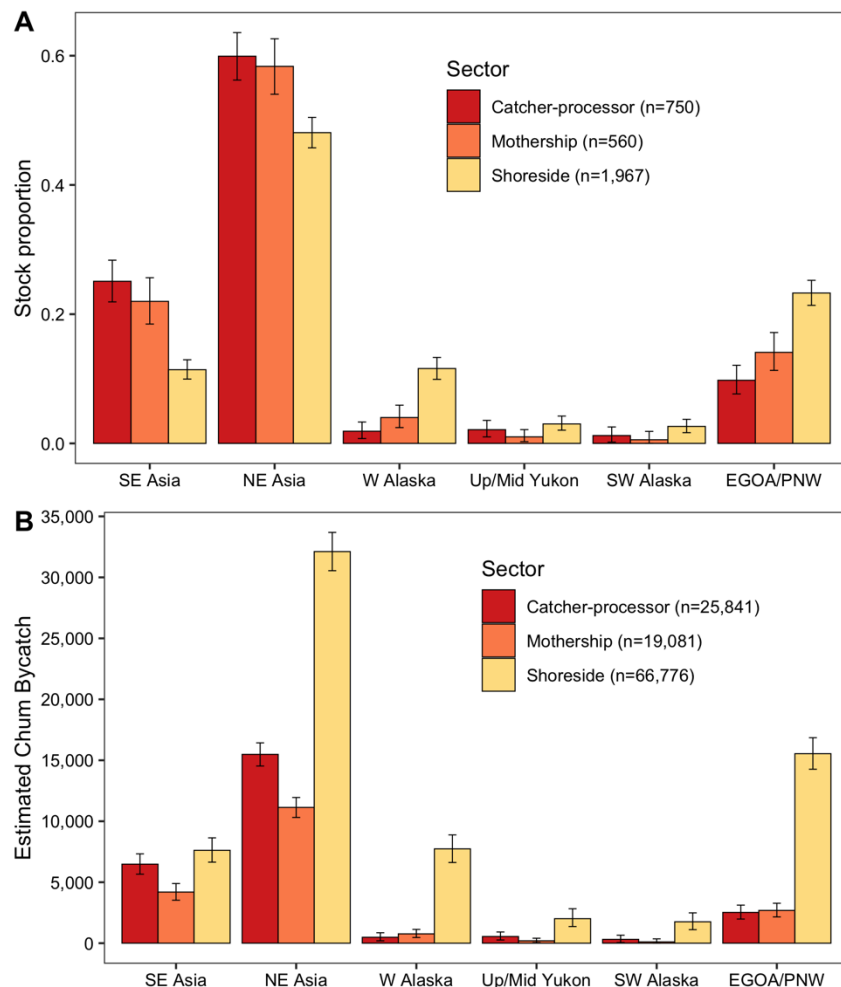 A
Stock proportion
0.6
0.4
0.2
0.0
Sector
Catcher-processor (n=750)
Mothership (n=560)
Shoreside (n=1,967)
SE Asia NE Asia W Alaska Up/Mid Yukon SW Alaska EGOA/PNW
B
Estimated Chum Bycatch
35,000
30,000
25,000
20,000
15,000
10,000
5,000
0
Sector
Catcher-processor (n=25,841)
Mothership (n=19,081)
Shoreside (n=66,776)
SE Asia NE Asia W Alaska Up/Mid Yukon SW Alaska EGOA/PNW